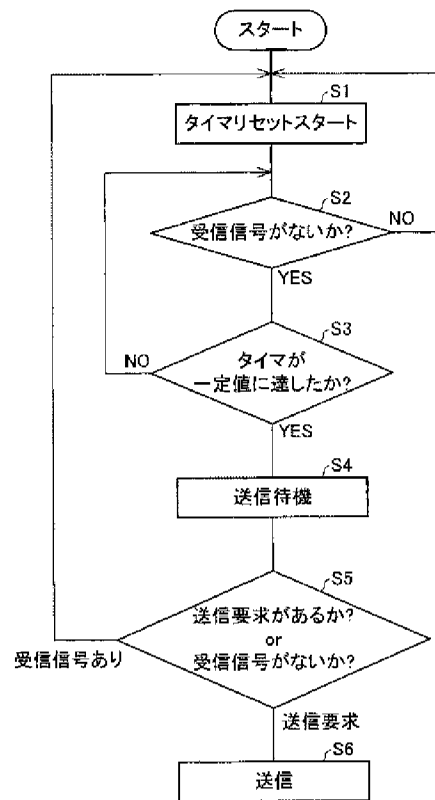 スタート
S1
タイマリセットスタート
S2
受信信号がないか?
NO
YES
S3
タイマが
一定値に達したか?
NO
YES
S4
送信待機
S5
送信要求があるか?
or
受信信号がないか?
受信信号あり
送信要求
S6
送信